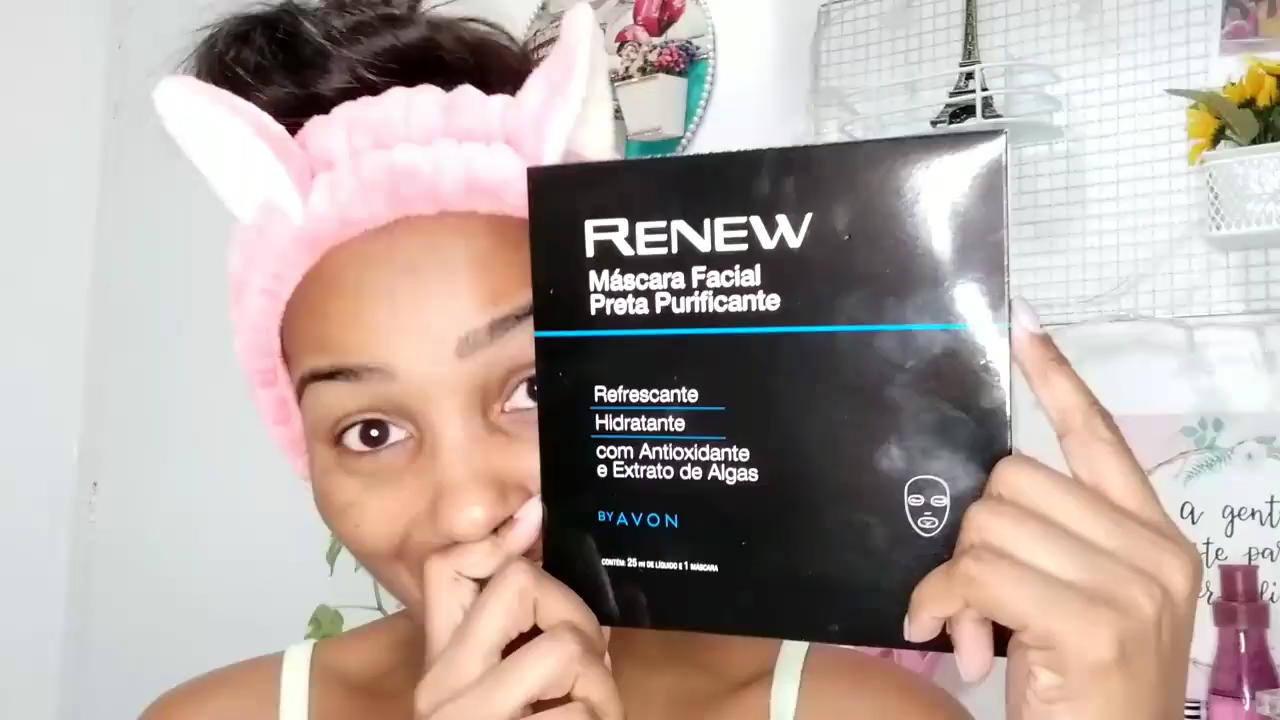 RENEW
Máscara Facial
Preta Purificante
Refrescante
Hidratante
com Antioxidante
e Extrato de Algas
BY AVON
CONTÉM: 25 ml DE LÍQUIDO E 1 MÁSCARA
a gent